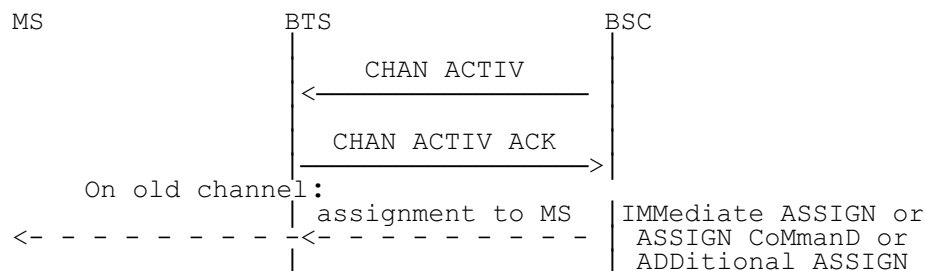 MS BTS BSC
CHAN ACTIV
CHAN ACTIV ACK
On old channel:
assignment to MS IMMediate ASSIGN or
ASSIGN CoMmanD or
ADDitional ASSIGN